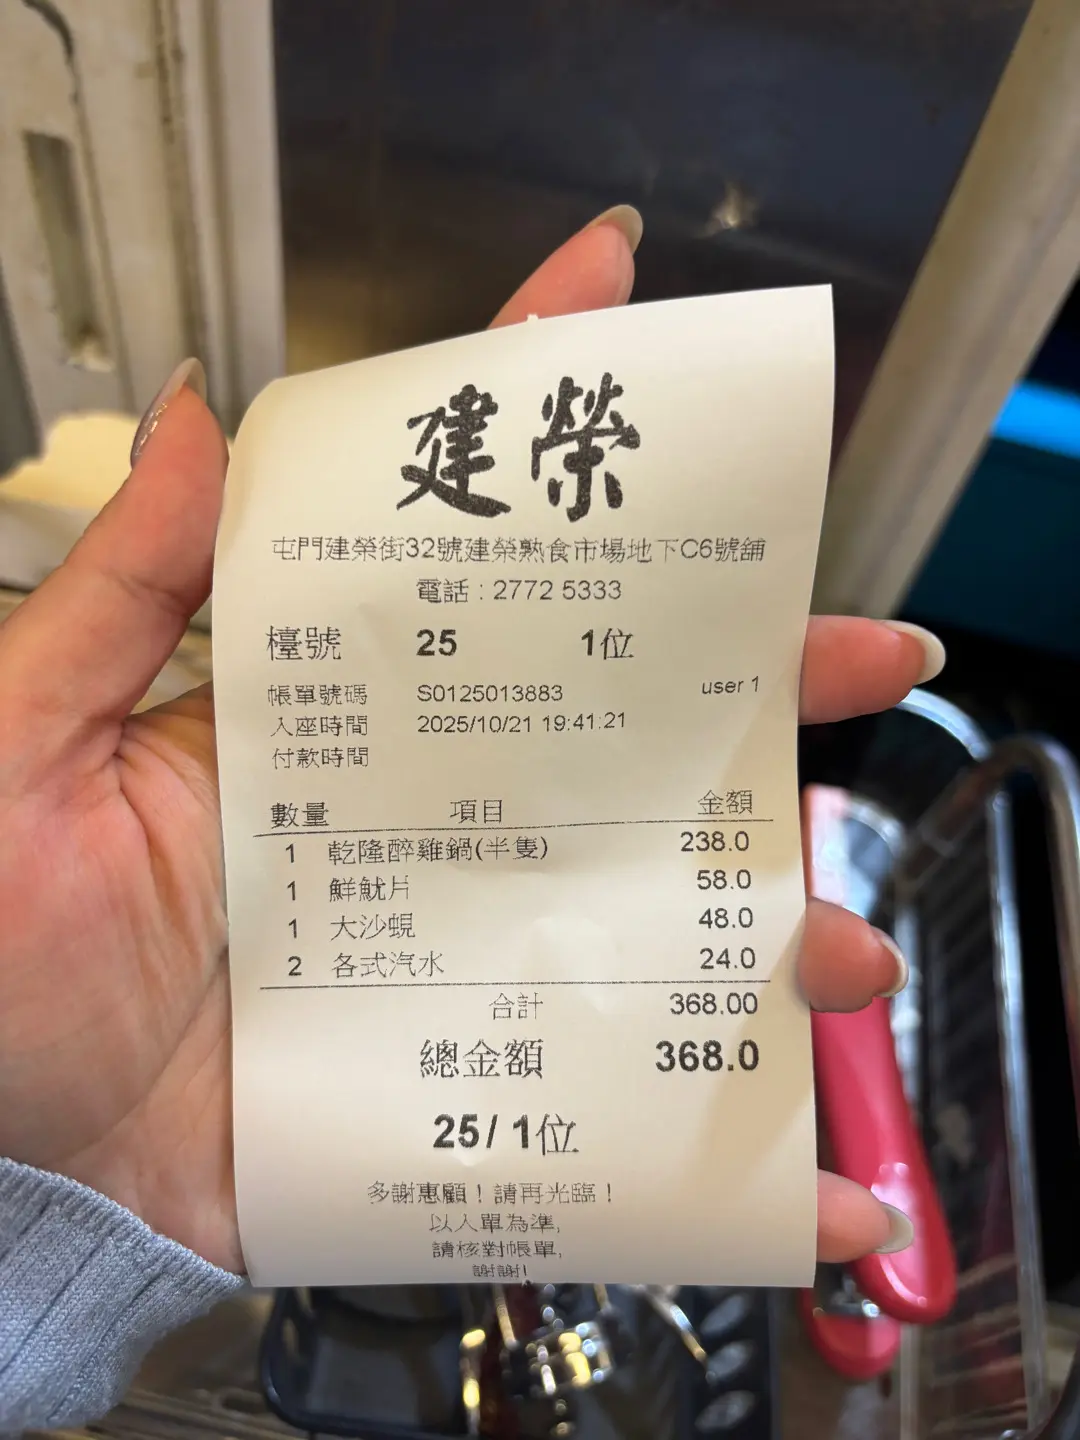 建榮
屯門建榮街32號建榮熟食市場地下C6號舖
電話 : 2772 5333
檯號 25 1位
帳單號碼 S0125013883 user 1
入座時間 2025/10/21 19:41:21
付款時間
數量 項目 金額
1 乾隆醉雞鍋(半隻) 238.0
1 鮮魷片 58.0
1 大沙蜆 48.0
2 各式汽水 24.0
合計 368.00
總金額 368.0
25/ 1位
多謝惠顧！請再光臨！
以入單為準,
請核對帳單,
謝謝!